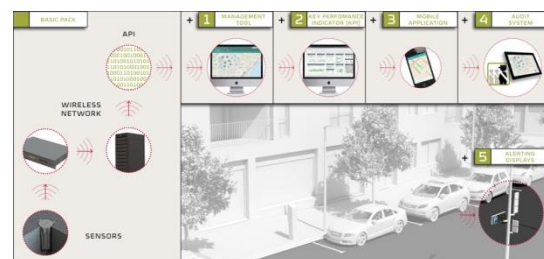 BASIC PACK
API
WIRELESS
NETWORK
SENSORS
+ 1 MANAGEMENT
TOOL
+ 2 KEY PERFOMANCE
INDICATOR (KPI)
+ 3 MOBILE
APPLICATION
+ 4 AUDIT
SYSTEM
+ 5 ALERTING
DISPLAYS